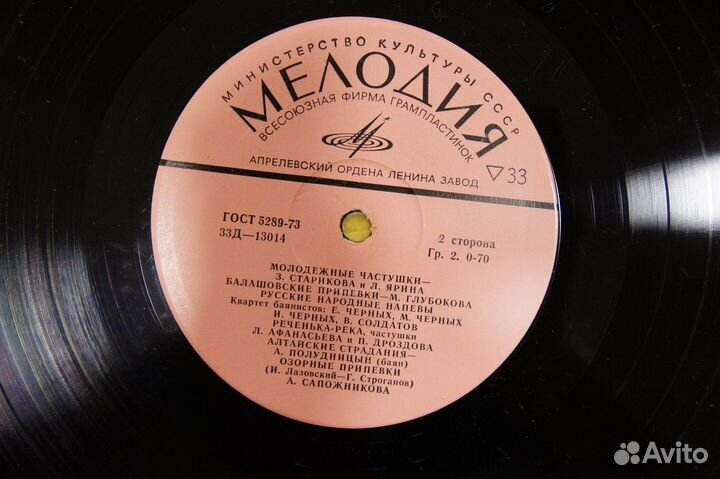 МИНИСТЕРСТВО КУЛЬТУРЫ СССР
МЕЛОДИЯ
ВСЕСОЮЗНАЯ ФИРМА ГРАМПЛАСТИНОК
АПРЕЛЕВСКИЙ ОРДЕНА ЛЕНИНА ЗАВОД
▽33
ГОСТ 5289-73
33Д—13014
2 сторона
Гр. 2. 0-70
МОЛОДЕЖНЫЕ ЧАСТУШКИ—
З. СТАРИКОВА и Л. ЯРИНА
БАЛАШОВСКИЕ ПРИПЕВКИ—М. ГЛУБОКОВА
РУССКИЕ НАРОДНЫЕ НАПЕВЫ
Квартет баянистов: Е. ЧЕРНЫХ, М. ЧЕРНЫХ
И. ЧЕРНЫХ, В. СОЛДАТОВ
РЕЧЕНЬКА-РЕКА, частушки
Л. АФАНАСЬЕВА и П. ДРОЗДОВА
АЛТАЙСКИЕ СТРАДАНИЯ—
А. ПОЛУДНИЦЫН (баян)
ОЗОРНЫЕ ПРИПЕВКИ
(И. Лазовский—Г. Строганов)
А. САПОЖНИКОВА
Avito